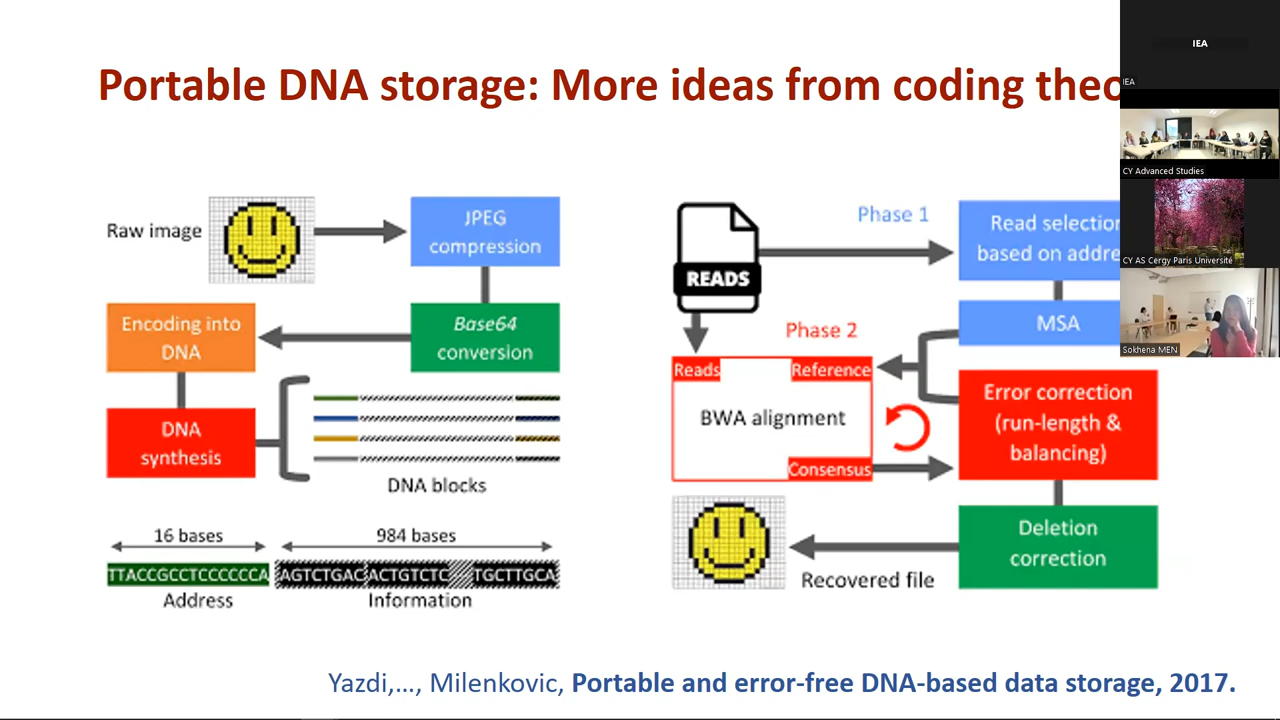 Portable DNA storage: More ideas from coding theo
IEA
IEA
CY Advanced Studies
CY AS Cergy Paris Université
Sokhena MEN
Raw image
JPEG
compression
Base64
conversion
Encoding into
DNA
DNA
synthesis
DNA blocks
16 bases
984 bases
TTACCGCCTCCCCCCA
AGTCTGAC
ACTGTCTC
TGCTTGCA
Address
Information
READS
Phase 1
Read selection
based on addre
MSA
Phase 2
Reads
Reference
BWA alignment
Consensus
Error correction
(run-length &
balancing)
Deletion
correction
Recovered file
Yazdi,..., Milenkovic, Portable and error-free DNA-based data storage, 2017.